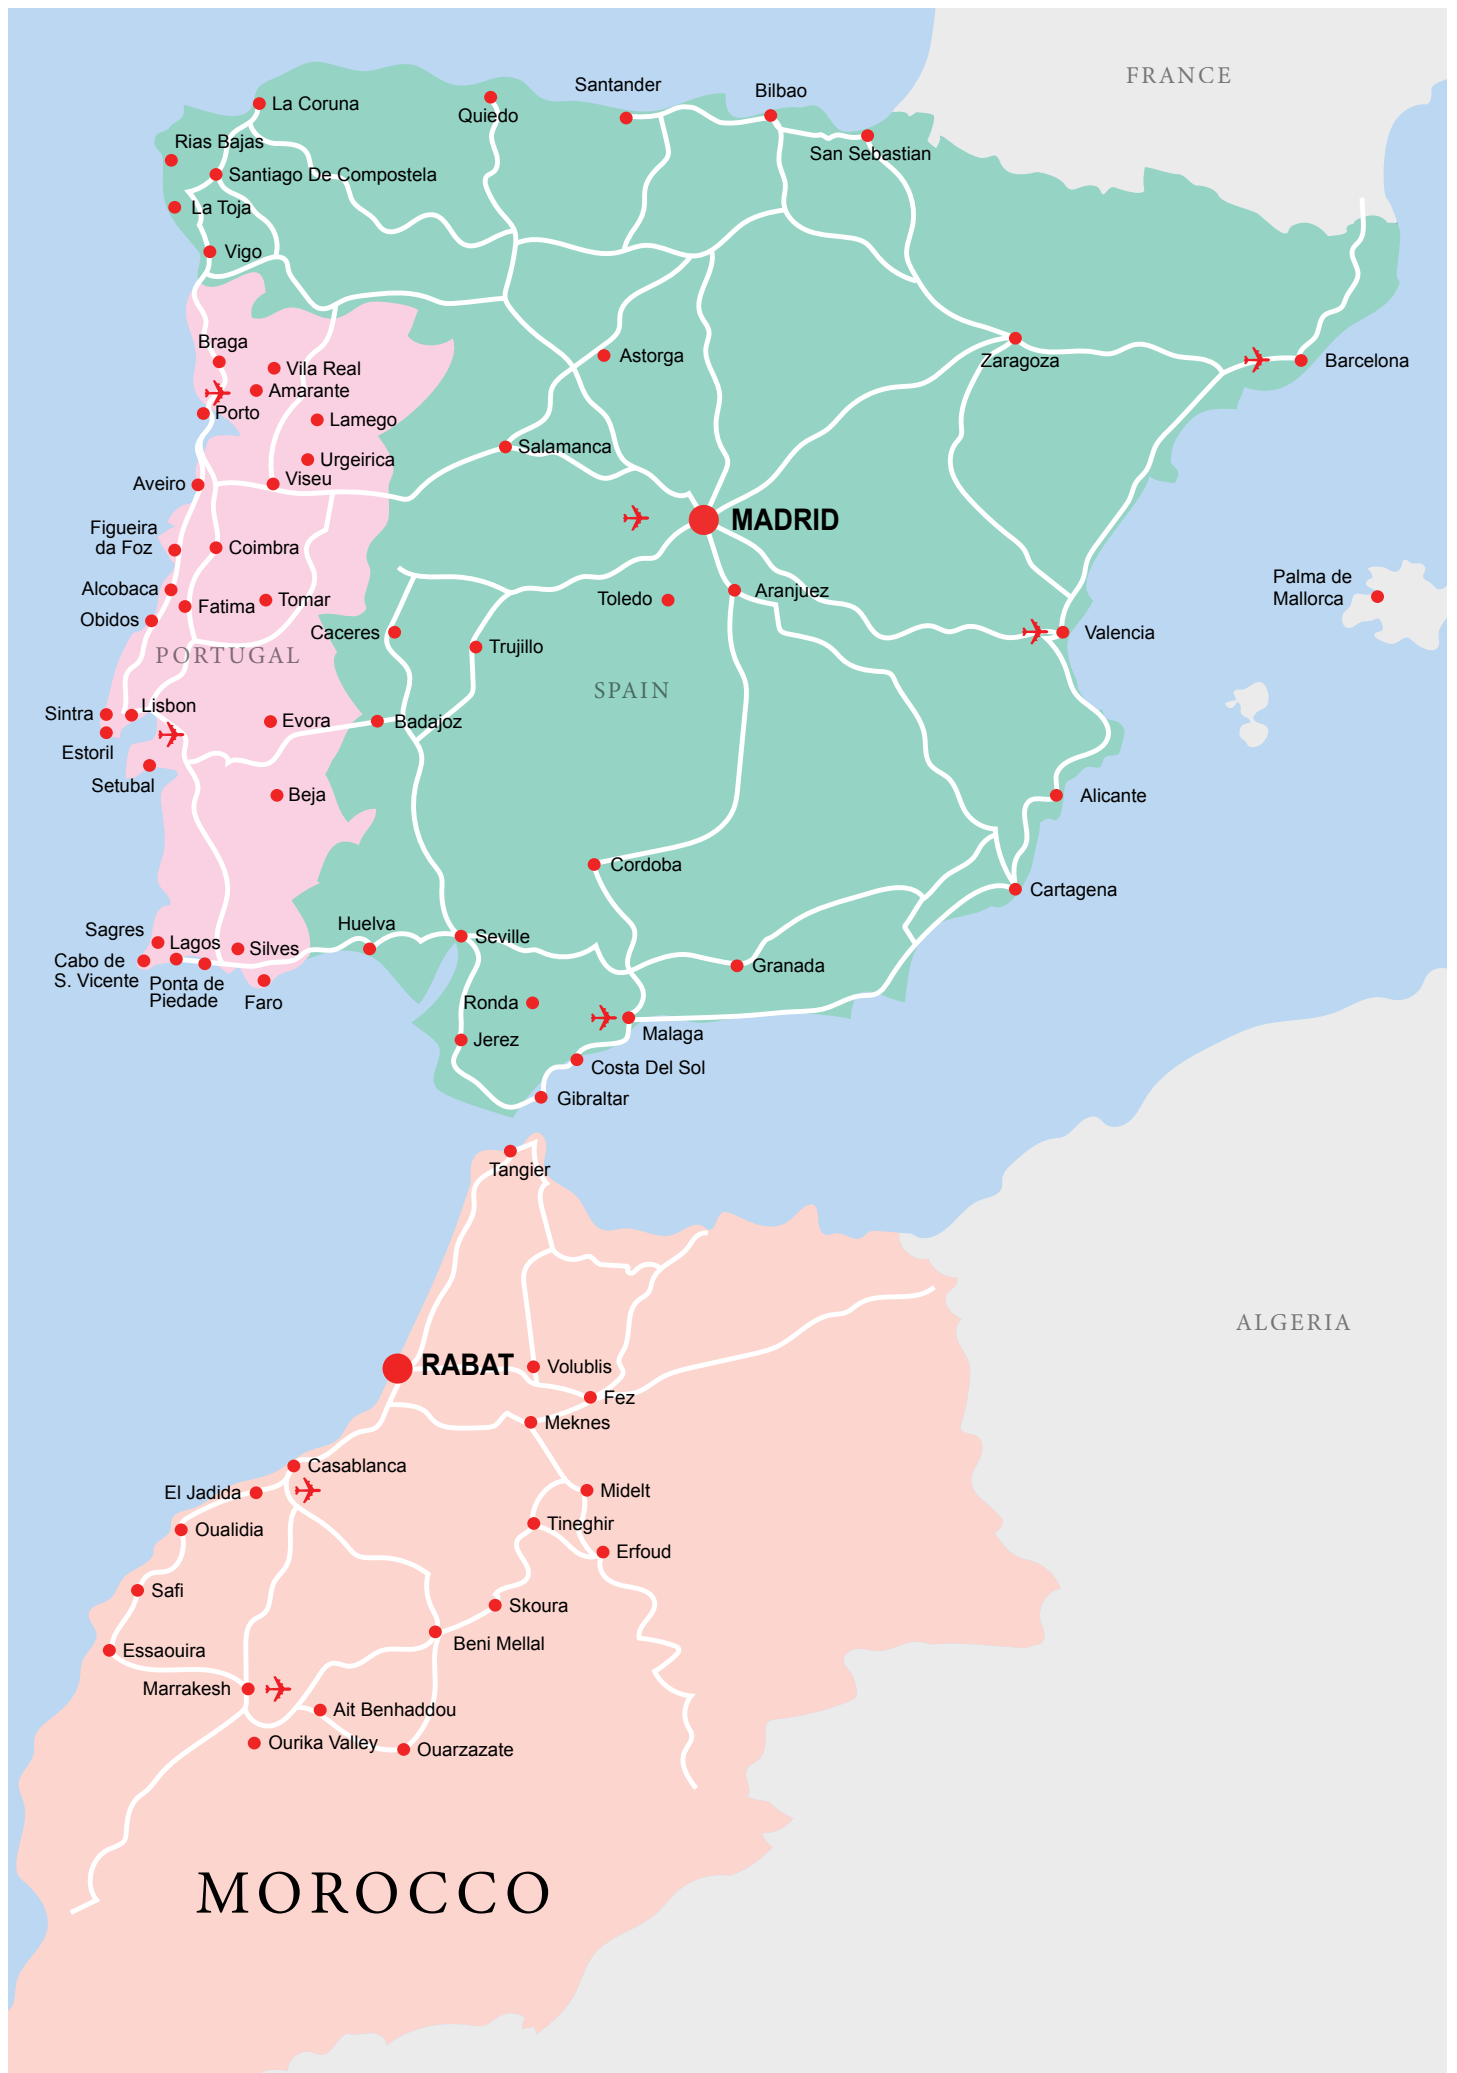 FRANCE
Santander
Bilbao
La Coruna
Quiedo
Rias Bajas
San Sebastian
Santiago De Compostela
La Toja
Vigo
Braga
Astorga
Zaragoza
Barcelona
Vila Real
Amarante
Porto
Lamego
Salamanca
Urgeirica
Viseu
Aveiro
MADRID
Figueira
da Foz
Coimbra
Palma de
Mallorca
Alcobaca
Aranjuez
Toledo
Tomar
Fatima
Obidos
Caceres
Valencia
Trujillo
PORTUGAL
SPAIN
Lisbon
Sintra
Evora
Badajoz
Estoril
Setubal
Beja
Alicante
Cordoba
Cartagena
Huelva
Sagres
Seville
Lagos
Silves
Cabo de
S. Vicente
Granada
Ponta de
Piedade
Faro
Ronda
Malaga
Jerez
Costa Del Sol
Gibraltar
Tangier
ALGERIA
RABAT
Volublis
Fez
Meknes
Casablanca
El Jadida
Midelt
Oualidia
Tineghir
Erfoud
Safi
Skoura
Beni Mellal
Essaouira
Marrakesh
Ait Benhaddou
Ourika Valley
Ouarzazate
MOROCCO